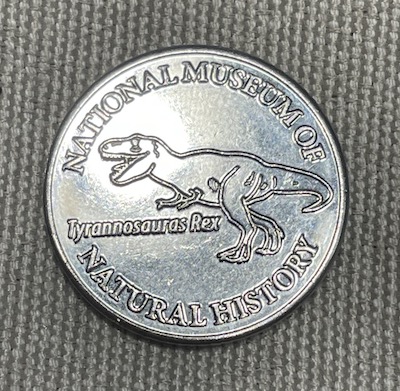 NATIONAL MUSEUM OF
Tyrannosauras Rex
NATURAL HISTORY